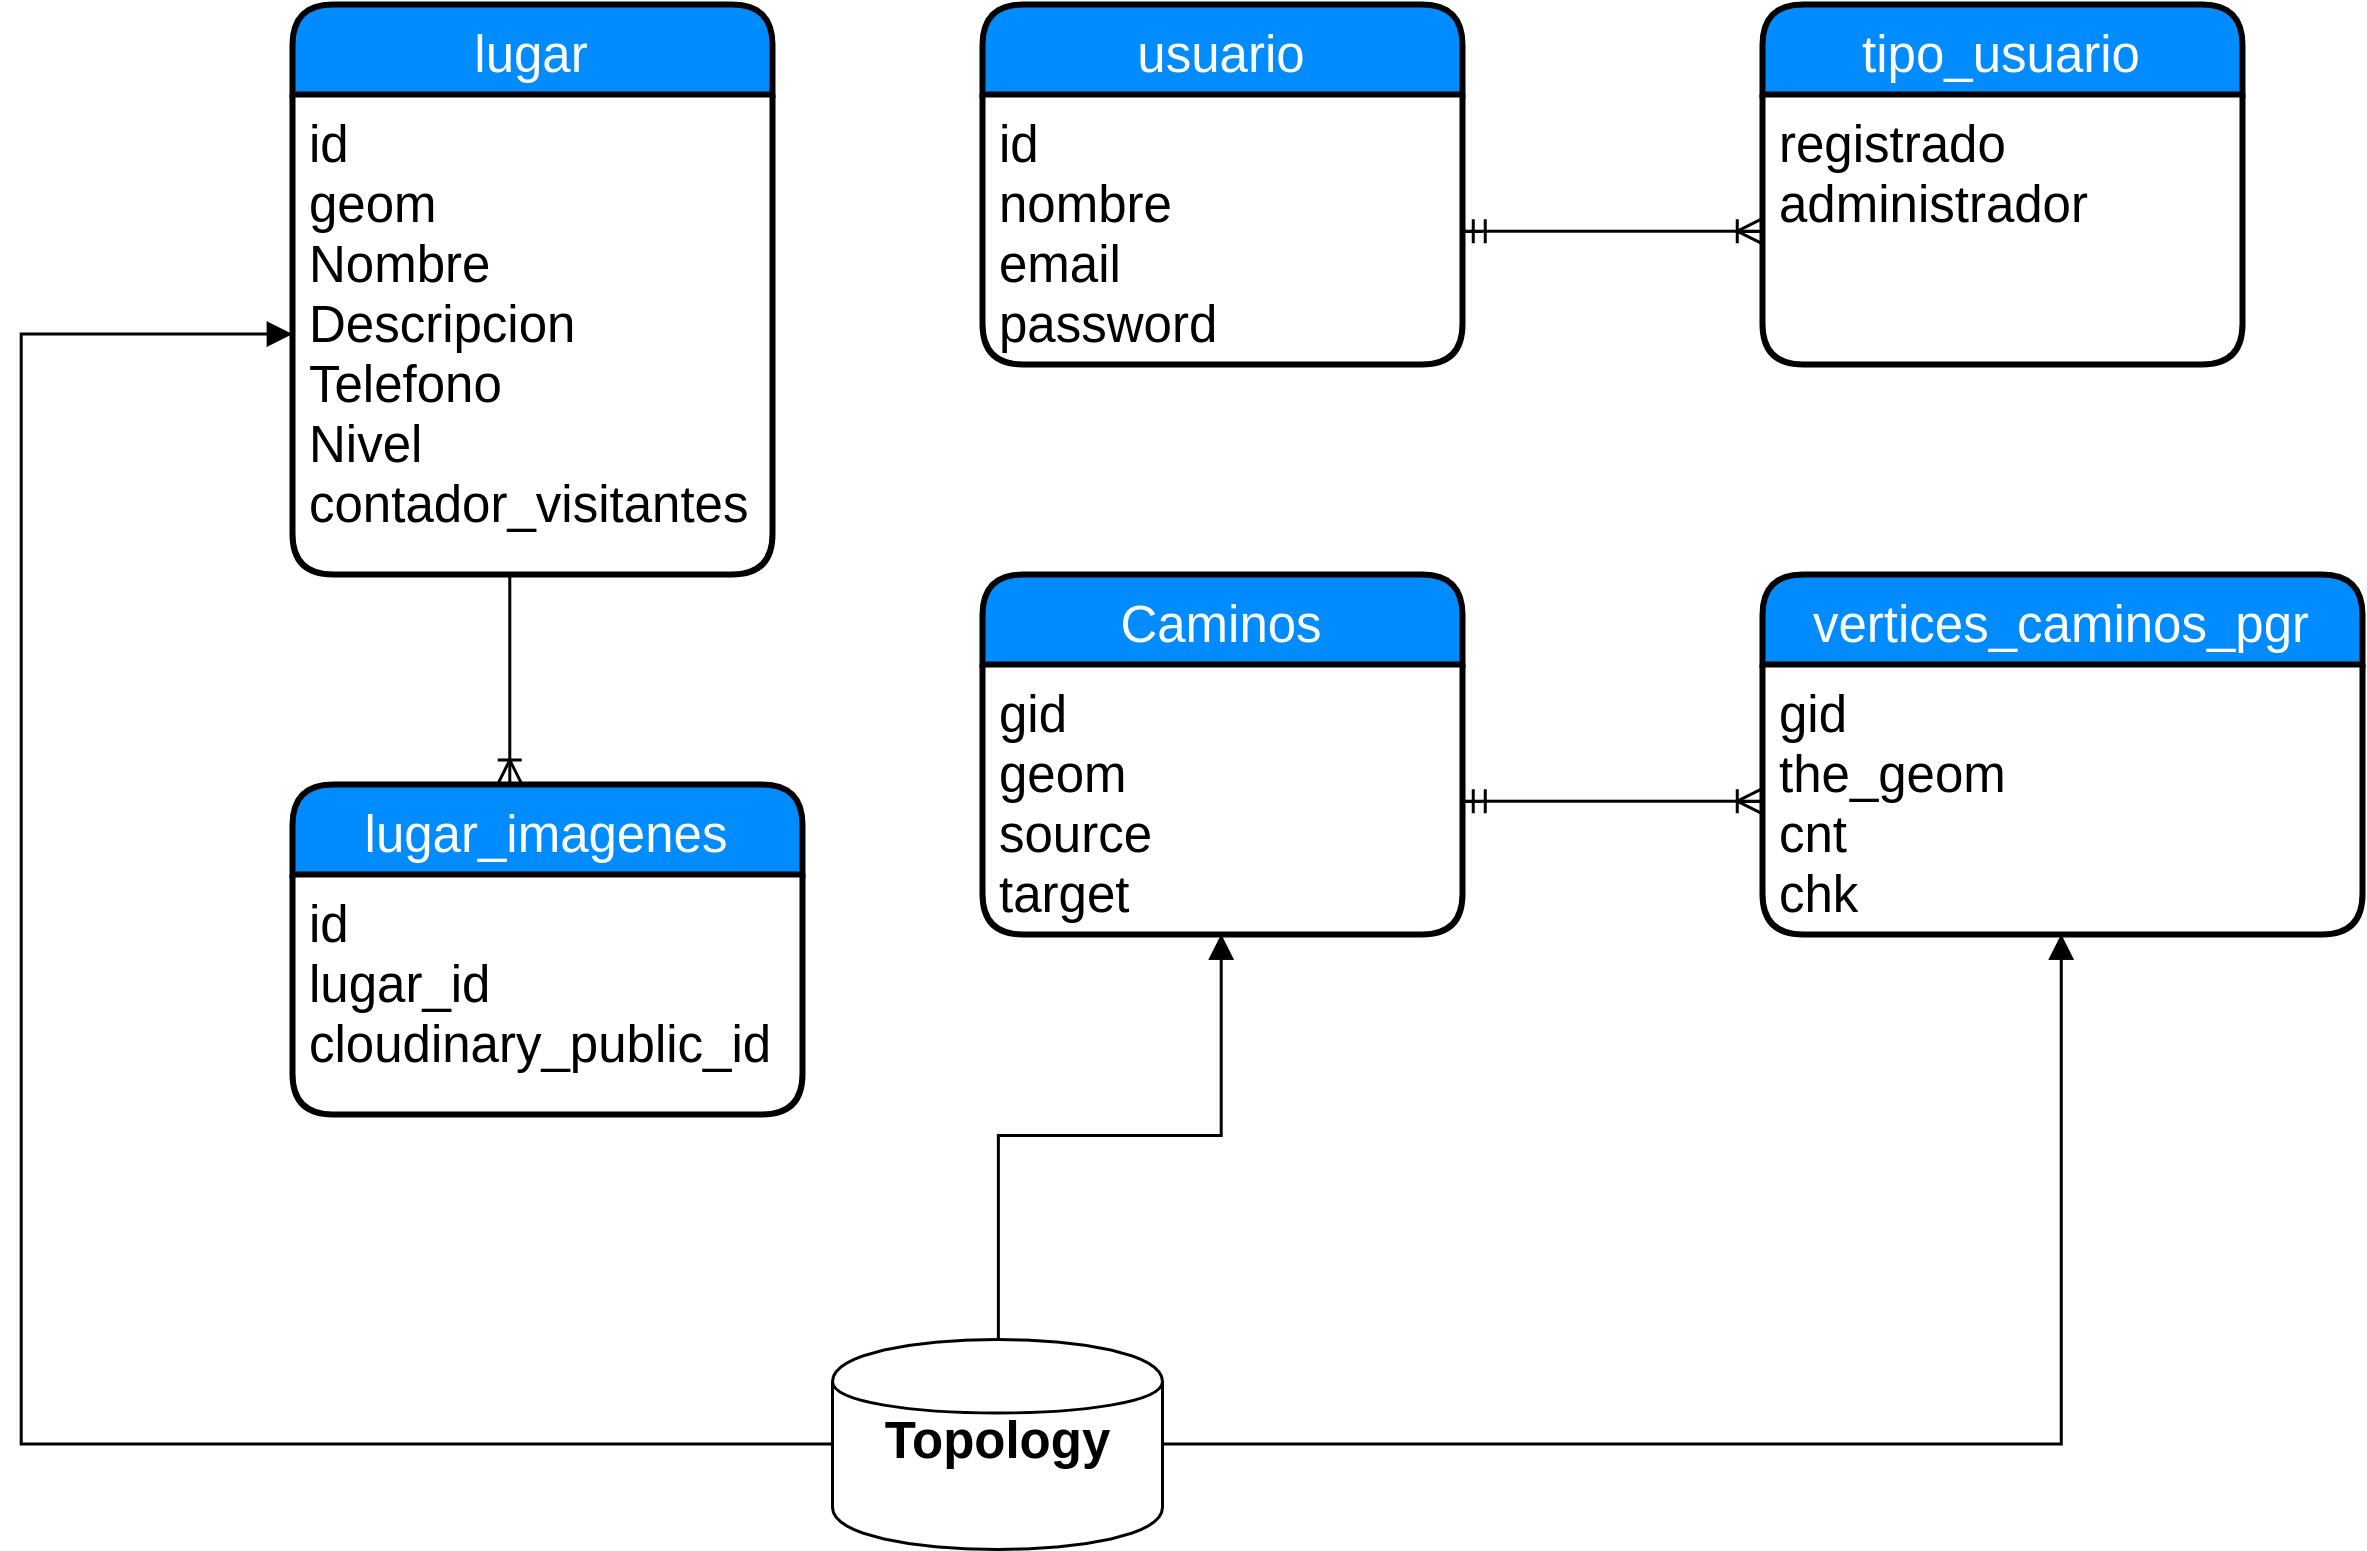 lugar
id
geom
Nombre
Descripcion
Telefono
Nivel
contador_visitantes
usuario
id
nombre
email
password
tipo_usuario
registrado
administrador
lugar_imagenes
id
lugar_id
cloudinary_public_id
Caminos
gid
geom
source
target
vertices_caminos_pgr
gid
the_geom
cnt
chk
Topology